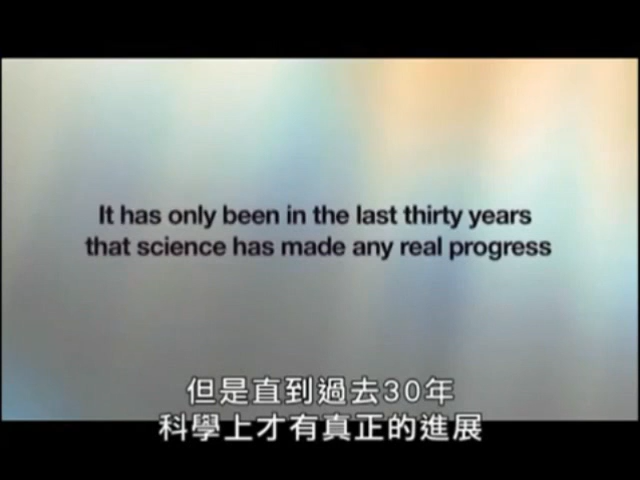 It has only been in the last thirty years
that science has made any real progress
但是直到過去30年
科學上才有真正的進展